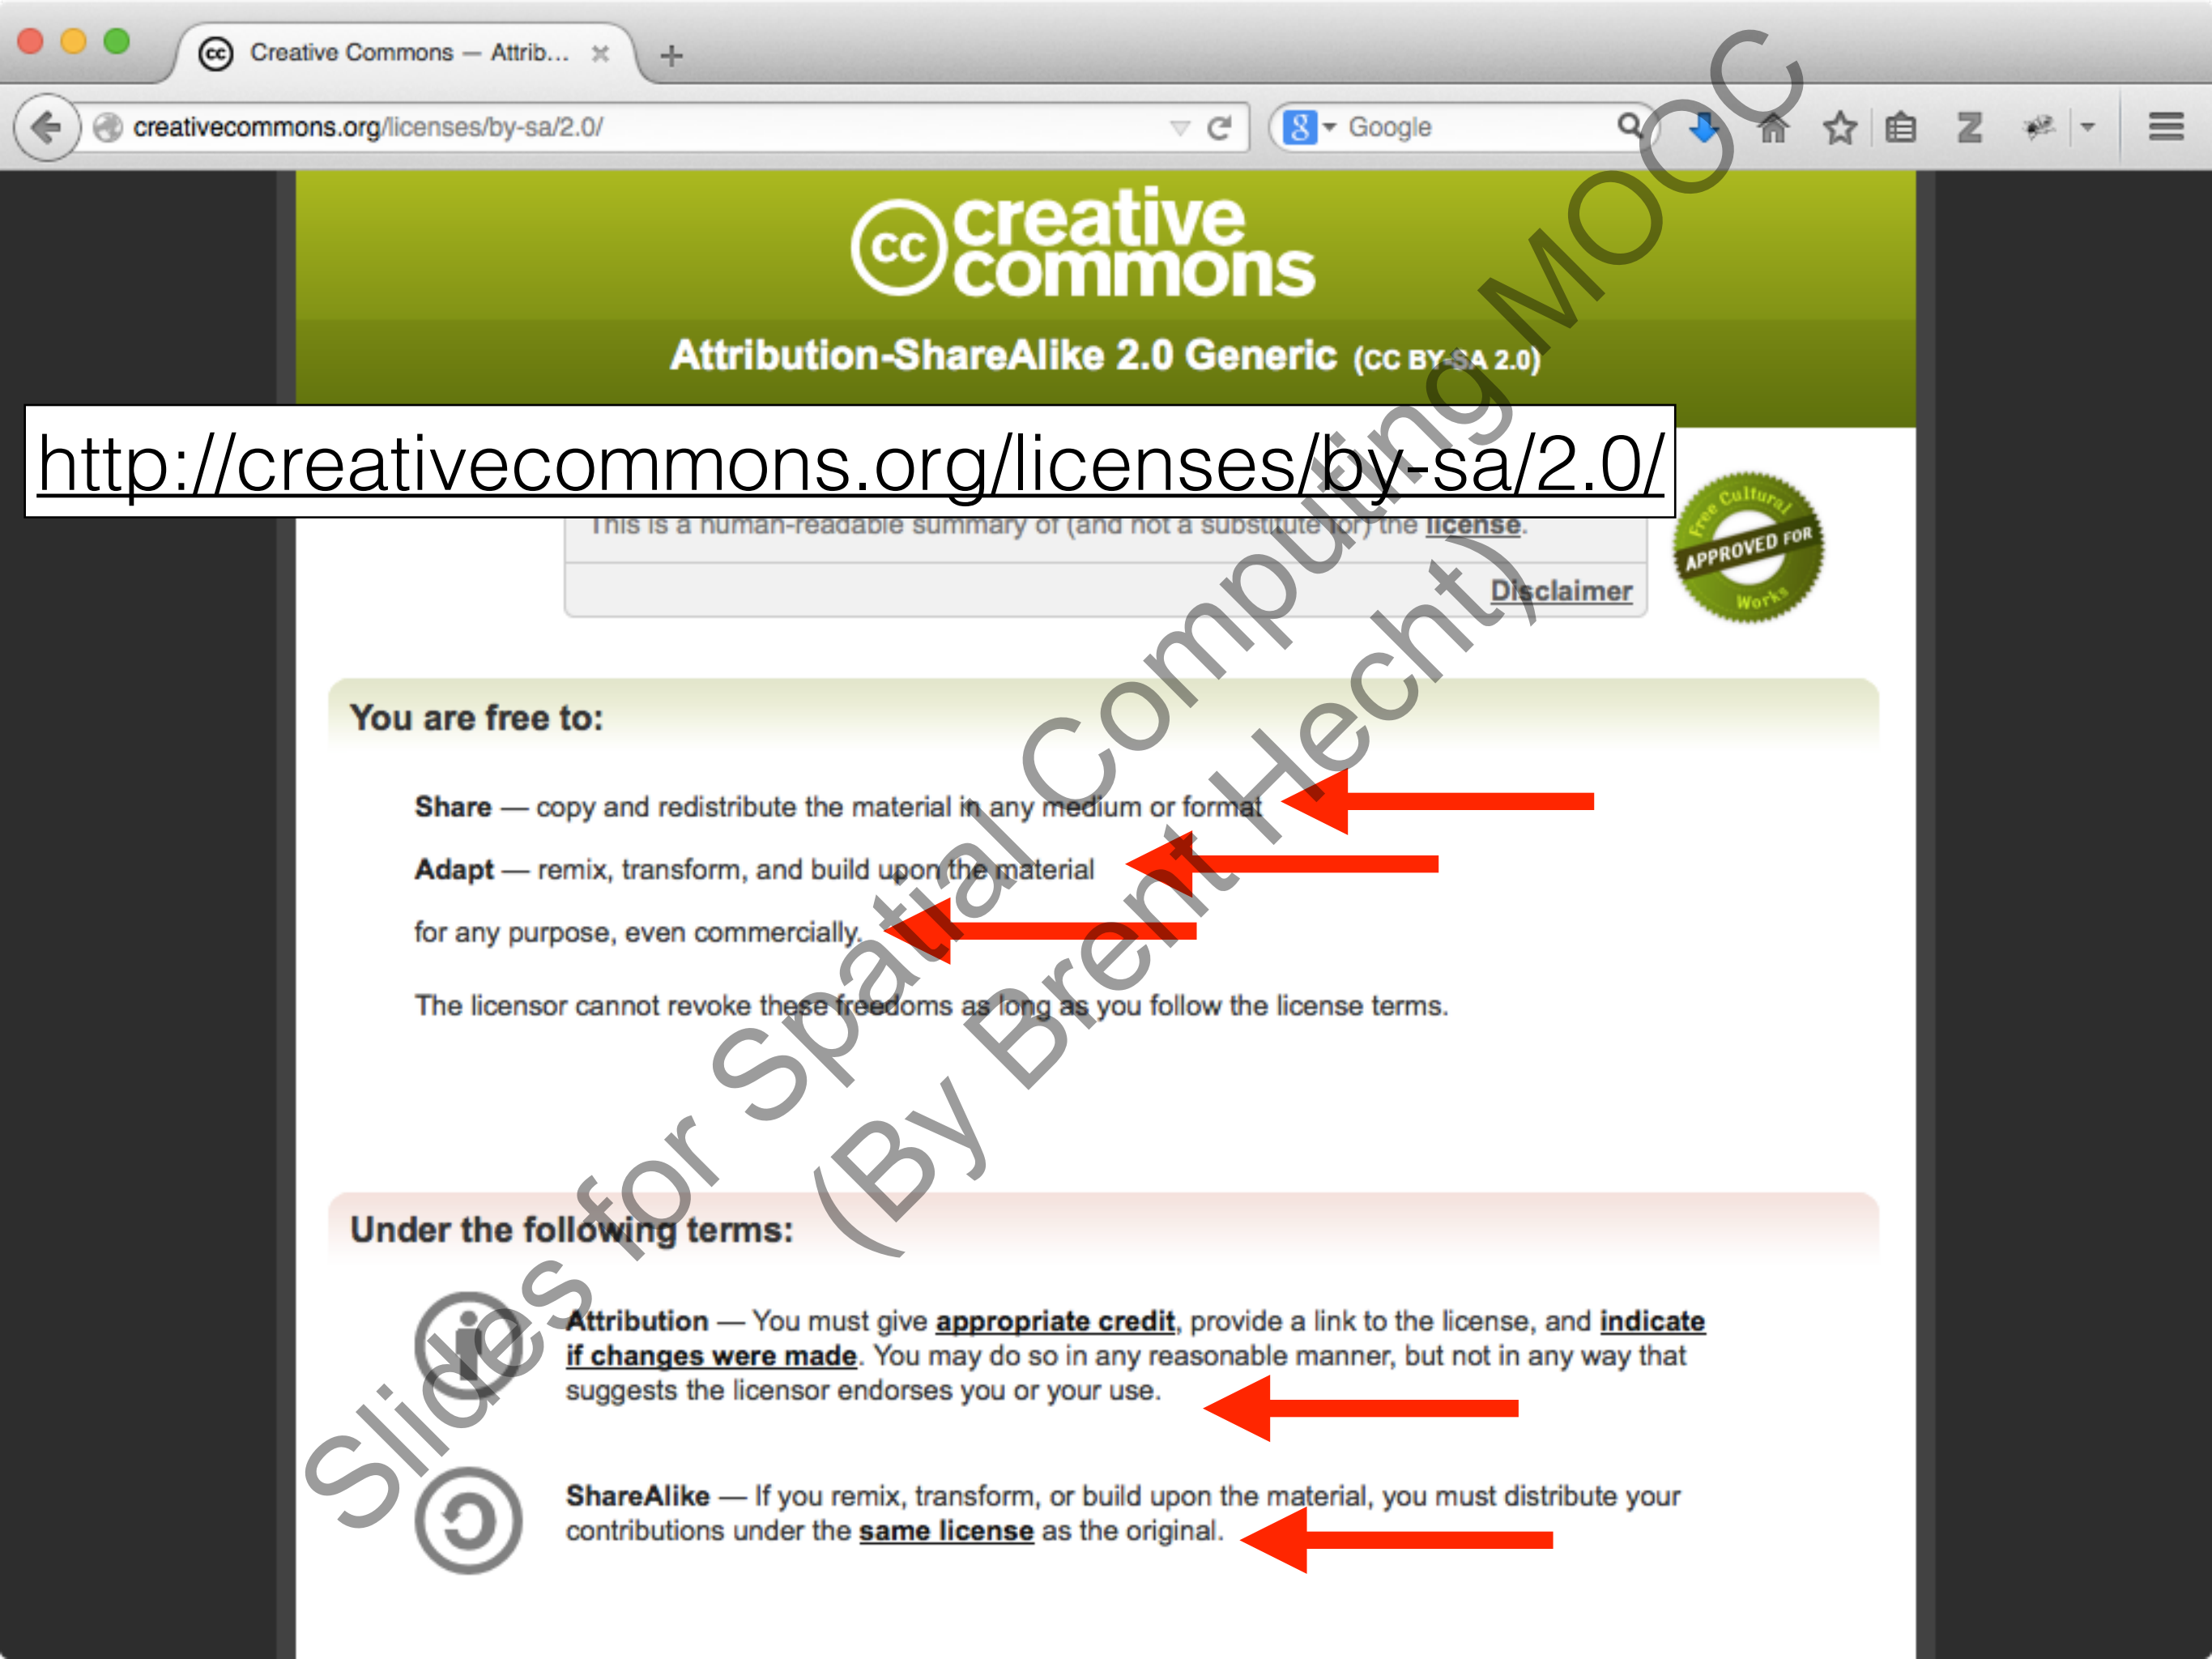 Creative Commons — Attrib...
creativecommons.org/licenses/by-sa/2.0/
Google
cc creative
commons
Attribution-ShareAlike 2.0 Generic (CC BY-SA 2.0)
http://creativecommons.org/licenses/by-sa/2.0/
This is a human-readable summary of (and not a substitute for) the license.
Disclaimer
Free Cultural
APPROVED FOR
Works
You are free to:
Share — copy and redistribute the material in any medium or format
Adapt — remix, transform, and build upon the material
for any purpose, even commercially.
The licensor cannot revoke these freedoms as long as you follow the license terms.
Under the following terms:
Attribution — You must give appropriate credit, provide a link to the license, and indicate
if changes were made. You may do so in any reasonable manner, but not in any way that
suggests the licensor endorses you or your use.
ShareAlike — If you remix, transform, or build upon the material, you must distribute your
contributions under the same license as the original.
Slides for Spatial Computing MOOC
(By Brent Hecht)